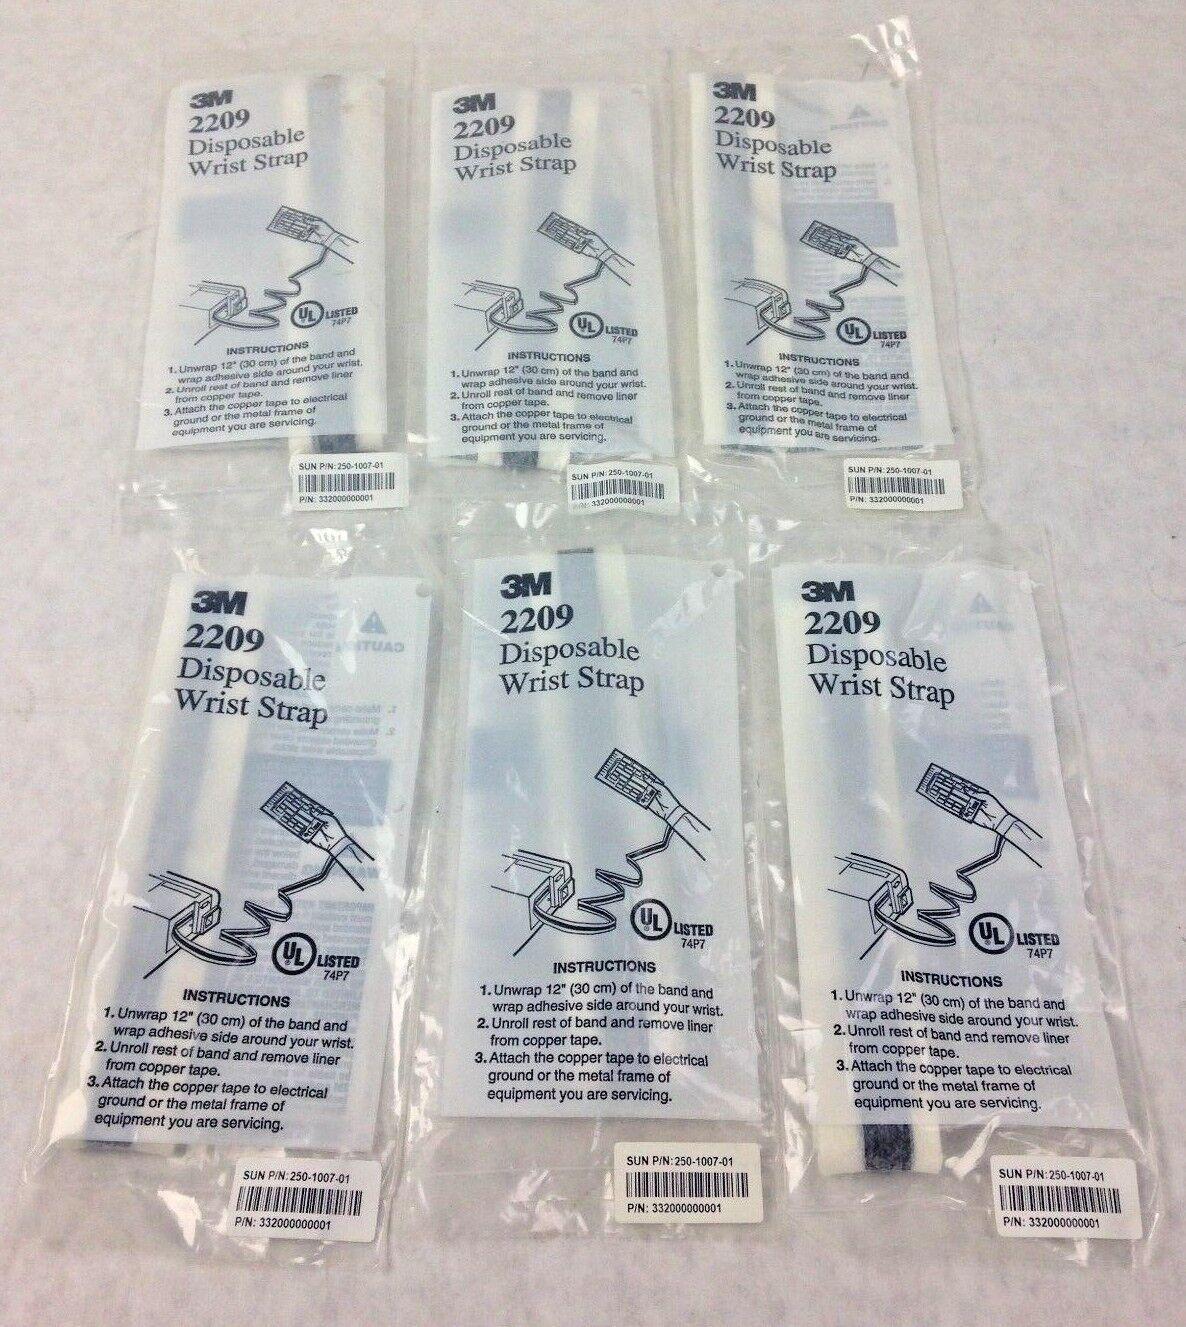 3M
2209
Disposable
Wrist Strap
UL LISTED
74P7
INSTRUCTIONS
1. Unwrap 12" (30 cm) of the band and
wrap adhesive side around your wrist.
2. Unroll rest of band and remove liner
from copper tape.
3. Attach the copper tape to electrical
ground or the metal frame of
equipment you are servicing.
SUN P/N: 250-1007-01
P/N: 332000000001
3M
2209
Disposable
Wrist Strap
UL LISTED
74P7
INSTRUCTIONS
1. Unwrap 12" (30 cm) of the band and
wrap adhesive side around your wrist.
2. Unroll rest of band and remove liner
from copper tape.
3. Attach the copper tape to electrical
ground or the metal frame of
equipment you are servicing.
SUN P/N: 250-1007-01
P/N: 332000000001
3M
2209
Disposable
Wrist Strap
UL LISTED
74P7
INSTRUCTIONS
1. Unwrap 12" (30 cm) of the band and
wrap adhesive side around your wrist.
2. Unroll rest of band and remove liner
from copper tape.
3. Attach the copper tape to electrical
ground or the metal frame of
equipment you are servicing.
SUN P/N: 250-1007-01
P/N: 332000000001
3M
2209
Disposable
Wrist Strap
CAUTION
UL LISTED
74P7
INSTRUCTIONS
1. Unwrap 12" (30 cm) of the band and
wrap adhesive side around your wrist.
2. Unroll rest of band and remove liner
from copper tape.
3. Attach the copper tape to electrical
ground or the metal frame of
equipment you are servicing.
SUN P/N: 250-1007-01
P/N: 332000000001
3M
2209
Disposable
Wrist Strap
UL LISTED
74P7
INSTRUCTIONS
1. Unwrap 12" (30 cm) of the band and
wrap adhesive side around your wrist.
2. Unroll rest of band and remove liner
from copper tape.
3. Attach the copper tape to electrical
ground or the metal frame of
equipment you are servicing.
SUN P/N: 250-1007-01
P/N: 332000000001
3M
2209
Disposable
Wrist Strap
UL LISTED
74P7
INSTRUCTIONS
1. Unwrap 12" (30 cm) of the band and
wrap adhesive side around your wrist.
2. Unroll rest of band and remove liner
from copper tape.
3. Attach the copper tape to electrical
ground or the metal frame of
equipment you are servicing.
SUN P/N: 250-1007-01
P/N: 332000000001